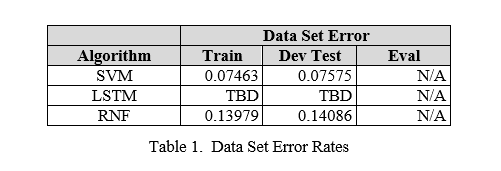 Data Set Error
Algorithm Train Dev Test Eval
SVM 0.07463 0.07575 N/A
LSTM TBD TBD N/A
RNF 0.13979 0.14086 N/A
Table 1. Data Set Error Rates